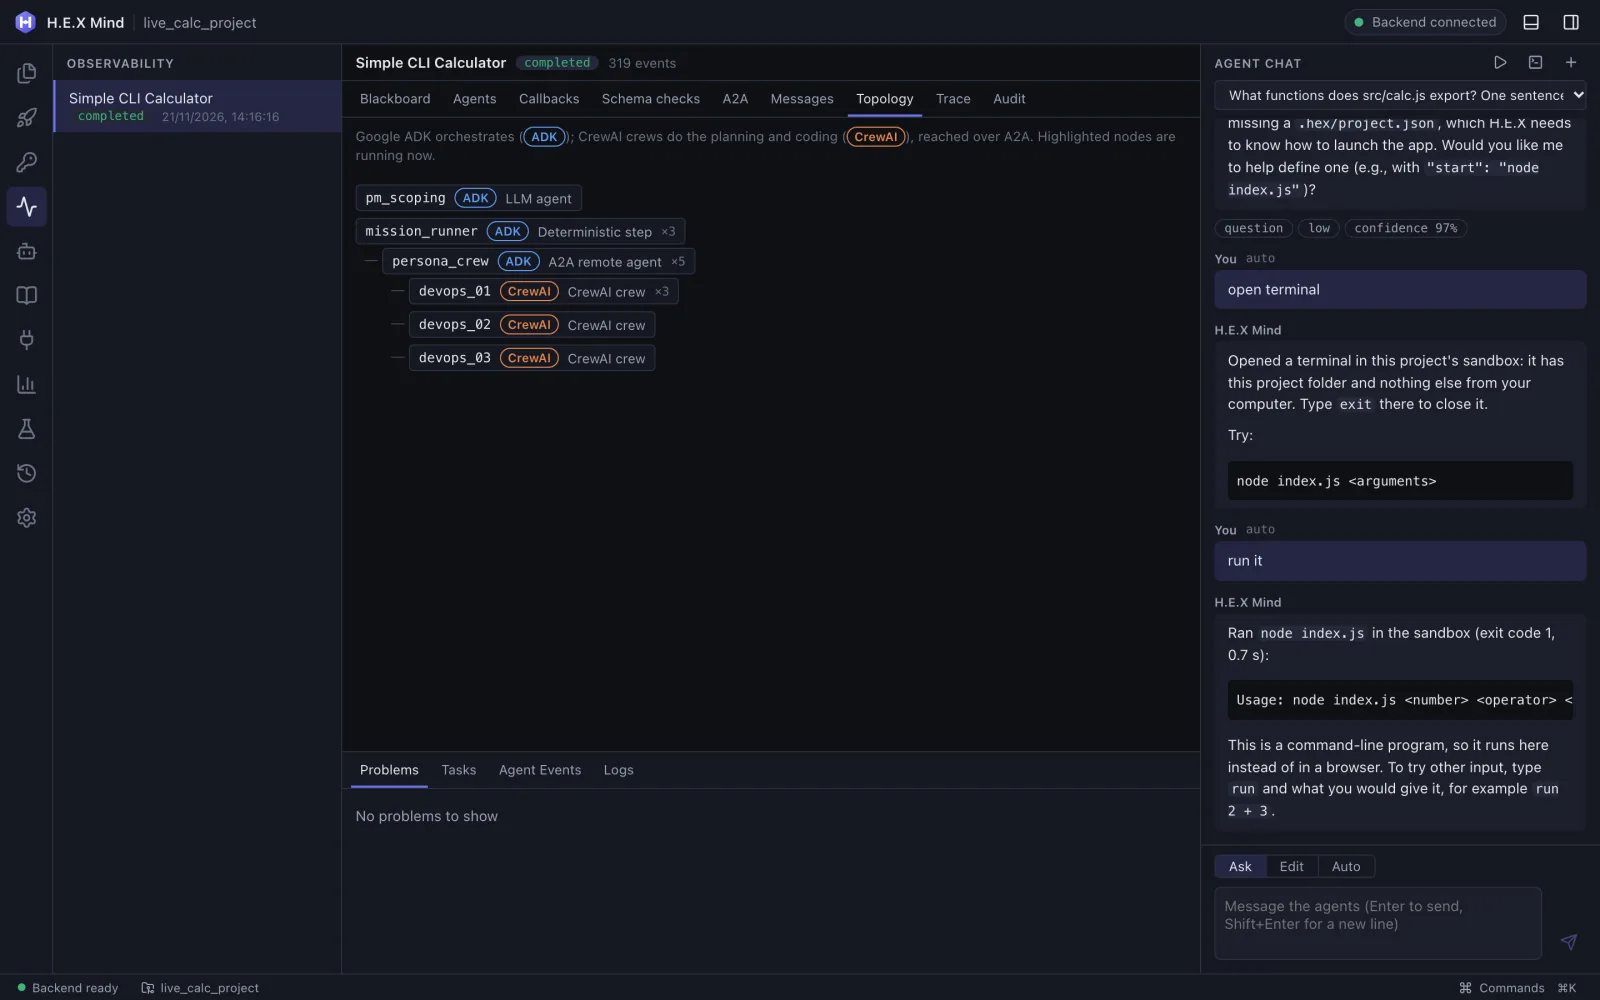 H.E.X Mind
live_calc_project
Backend connected
OBSERVABILITY
Simple CLI Calculator
completed 21/11/2026, 14:16:16
Simple CLI Calculator completed 319 events
Blackboard Agents Callbacks Schema checks A2A Messages Topology Trace Audit
Google ADK orchestrates (ADK); CrewAI crews do the planning and coding (CrewAI), reached over A2A. Highlighted nodes are
running now.
pm_scoping ADK LLM agent
mission_runner ADK Deterministic step ×3
persona_crew ADK A2A remote agent ×5
devops_01 CrewAI CrewAI crew ×3
devops_02 CrewAI CrewAI crew
devops_03 CrewAI CrewAI crew
Problems Tasks Agent Events Logs
No problems to show
AGENT CHAT
What functions does src/calc.js export? One sentence
missing a .hex/project.json, which H.E.X needs
to know how to launch the app. Would you like me
to help define one (e.g., with "start": "node
index.js")?
question low confidence 97%
You auto
open terminal
H.E.X Mind
Opened a terminal in this project's sandbox: it has
this project folder and nothing else from your
computer. Type exit there to close it.
Try:
node index.js <arguments>
You auto
run it
H.E.X Mind
Ran node index.js in the sandbox (exit code 1,
0.7 s):
Usage: node index.js <number> <operator> <
This is a command-line program, so it runs here
instead of in a browser. To try other input, type
run and what you would give it, for example run
2 + 3.
Ask Edit Auto
Message the agents (Enter to send,
Shift+Enter for a new line)
Backend ready live_calc_project
⌘ Commands ⌘K